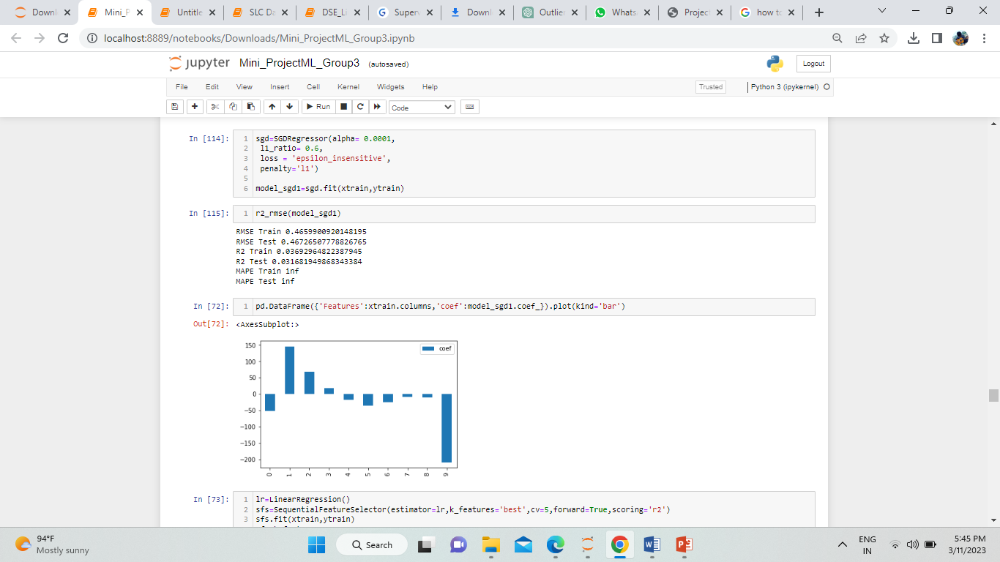 Downl
Mini_P
Untitle
SLC Da
DSE_Li
Superv
Downl
Outlier
Whats
Project
how to
localhost:8889/notebooks/Downloads/Mini_ProjectML_Group3.ipynb
jupyter Mini_ProjectML_Group3 (autosaved)
Logout
File Edit View Insert Cell Kernel Widgets Help
Trusted
Python 3 (ipykernel)
Run
Code
In [114]:
1 sgd=SGDRegressor(alpha= 0.0001,
2 l1_ratio= 0.6,
3 loss = 'epsilon_insensitive',
4 penalty='l1')
5
6 model_sgd1=sgd.fit(xtrain,ytrain)
In [115]:
1 r2_rmse(model_sgd1)
RMSE Train 0.4659900920148195
RMSE Test 0.46726507778826765
R2 Train 0.03692964822387945
R2 Test 0.031681949868343384
MAPE Train inf
MAPE Test inf
In [72]:
1 pd.DataFrame({'Features':xtrain.columns,'coef':model_sgd1.coef_}).plot(kind='bar')
Out[72]: <AxesSubplot:>
coef
150
100
50
0
−50
−100
−150
−200
0 1 2 3 4 5 6 7 8 9
In [73]:
1 lr=LinearRegression()
2 sfs=SequentialFeatureSelector(estimator=lr,k_features='best',cv=5,forward=True,scoring='r2')
3 sfs.fit(xtrain,ytrain)
94°F
Mostly sunny
Search
ENG
IN
5:45 PM
3/11/2023